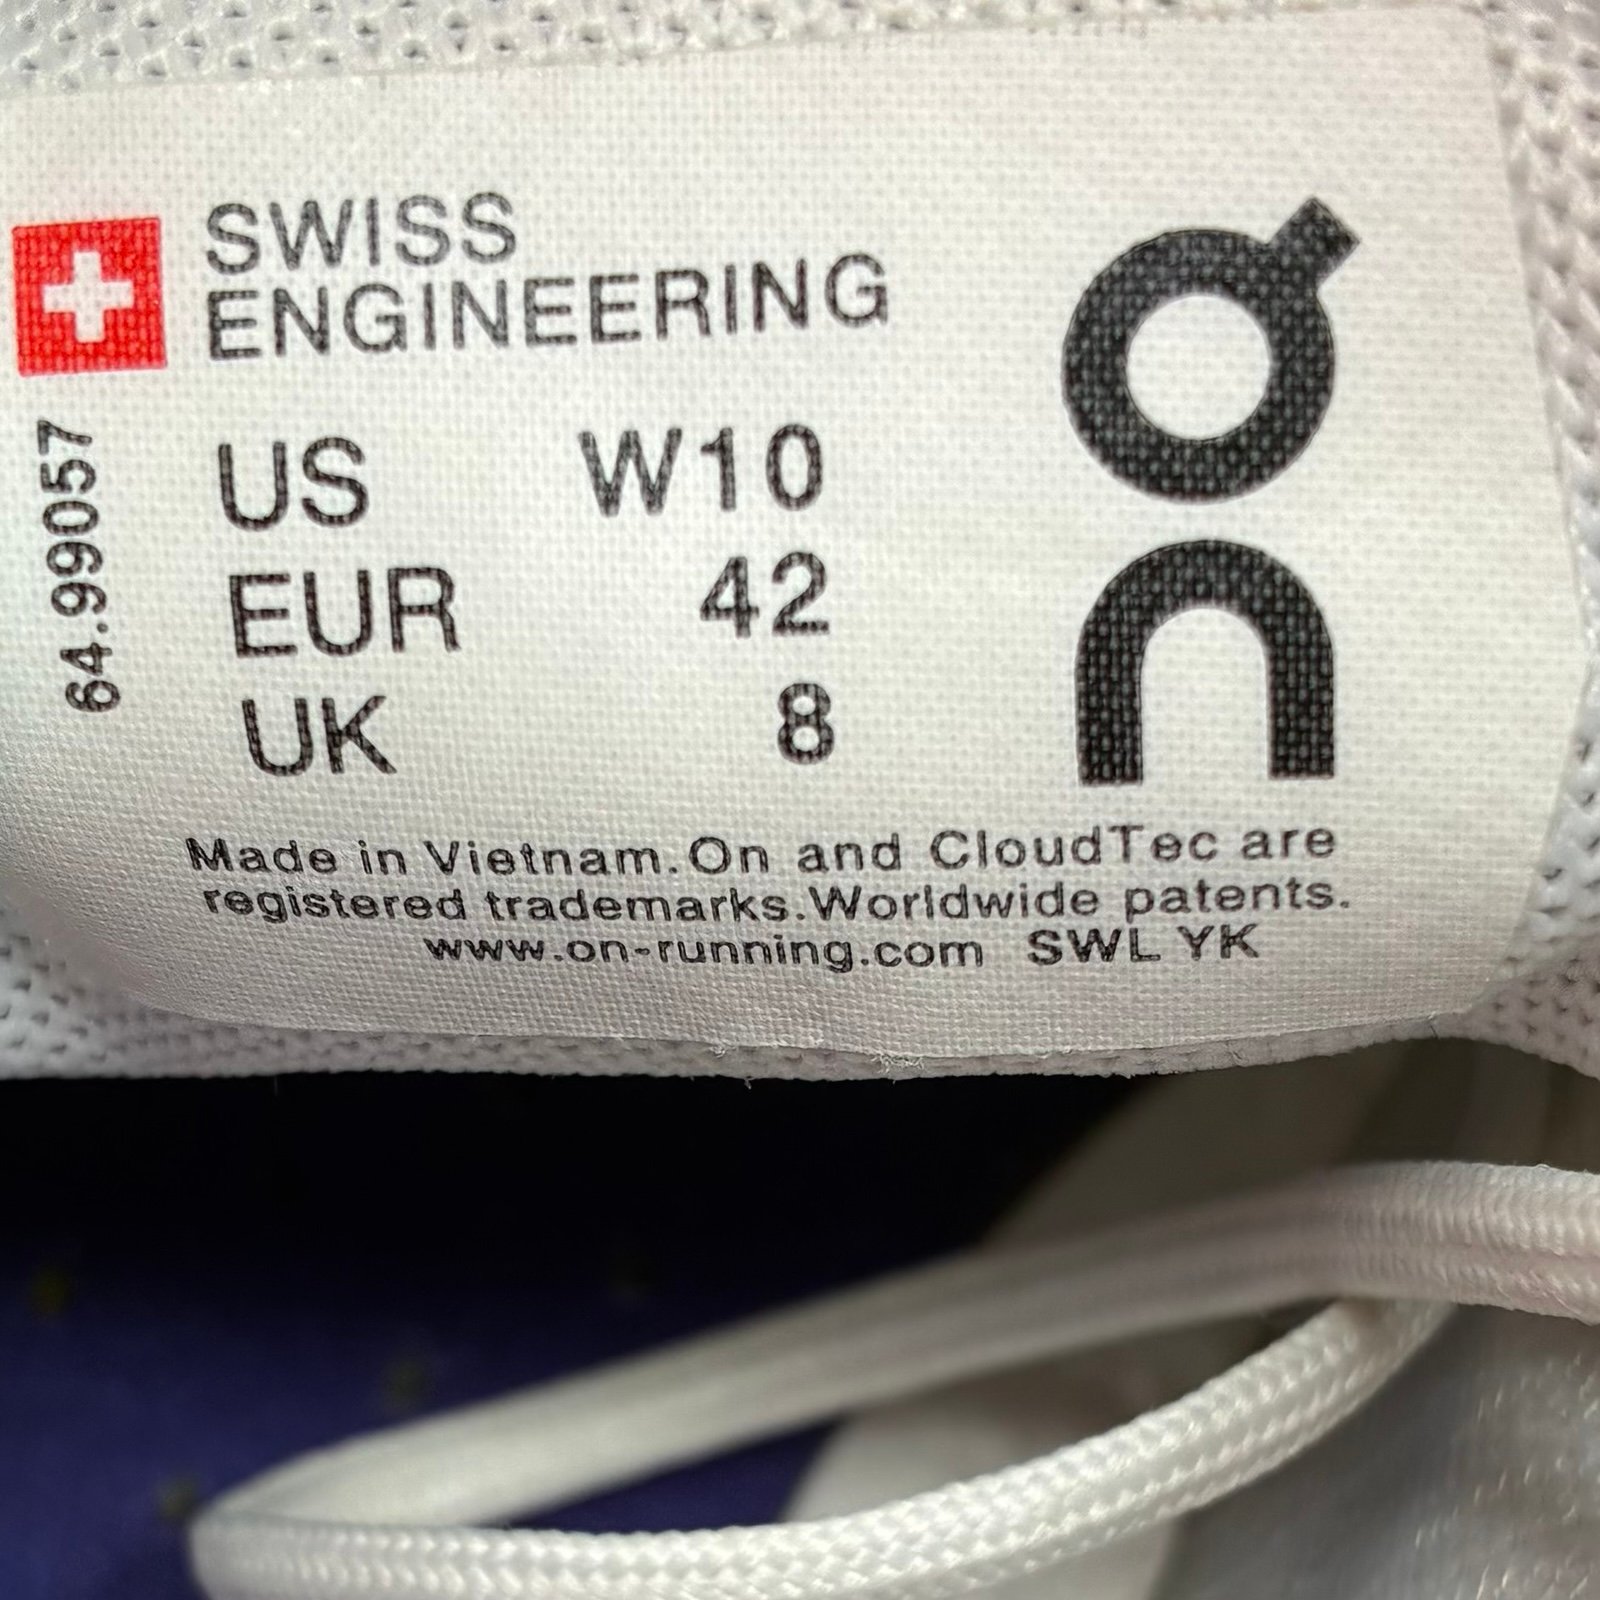 SWISS
ENGINEERING
64.99057
US W10
EUR 42
UK 8
On
Made in Vietnam. On and CloudTec are
registered trademarks. Worldwide patents.
www.on-running.com SWL YK